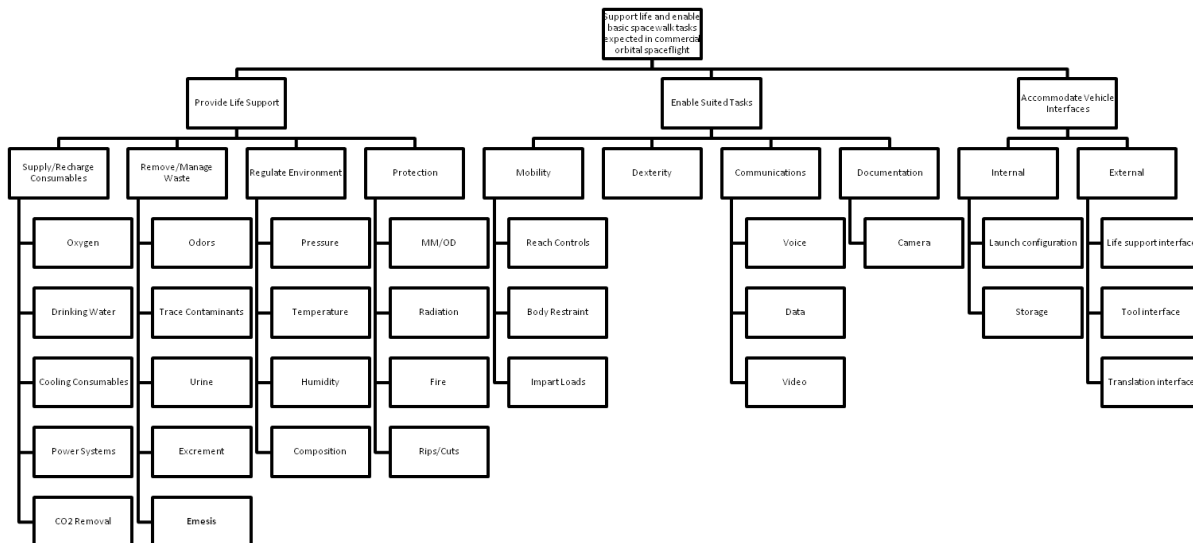 Support life and enable
basic spacewalk tasks
expected in commercial
orbital spaceflight
Provide Life Support
Enable Suited Tasks
Accommodate Vehicle
Interfaces
Supply/Recharge
Consumables
Remove/Manage
Waste
Regulate Environment
Protection
Mobility
Dexterity
Communications
Documentation
Internal
External
Oxygen
Odors
Pressure
MM/OD
Reach Controls
Voice
Camera
Launch configuration
Life support interface
Drinking Water
Trace Contaminants
Temperature
Radiation
Body Restraint
Data
Storage
Tool interface
Cooling Consumables
Urine
Humidity
Fire
Impart Loads
Video
Translation interface
Power Systems
Excrement
Composition
Rips/Cuts
CO2 Removal
Emesis